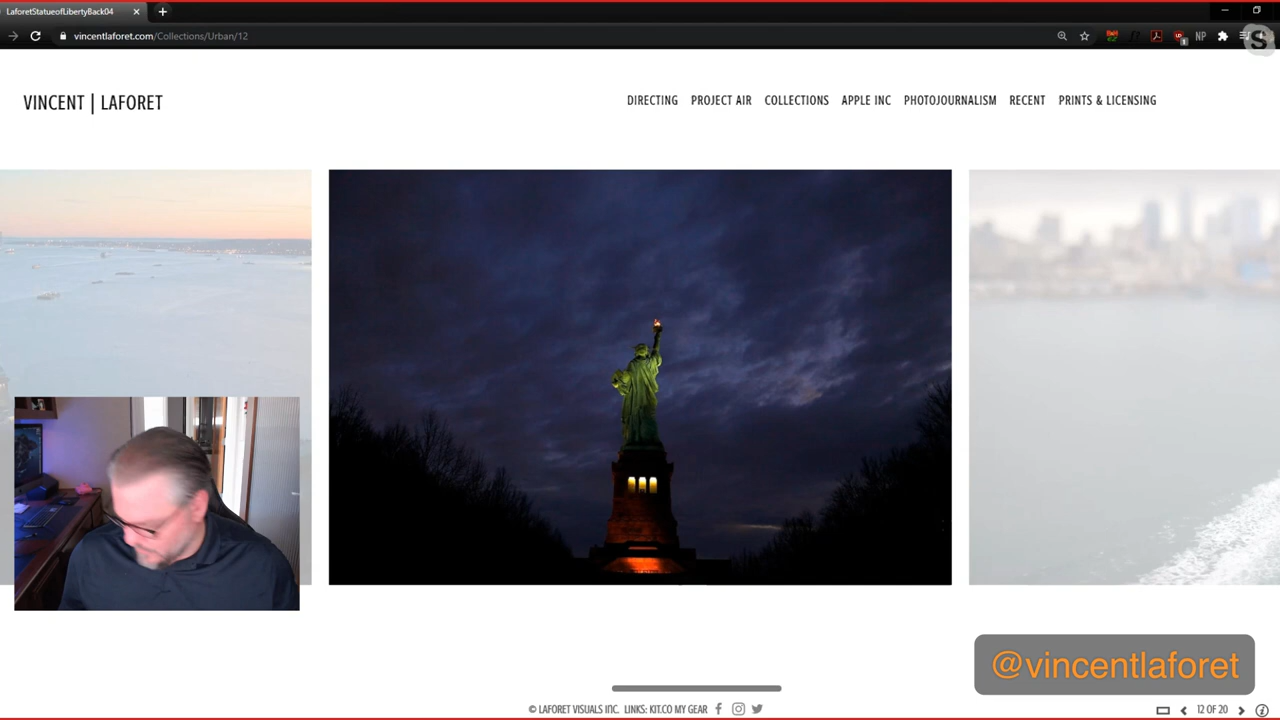 LaforetStatueofLibertyBack04
vincentlaforet.com/Collections/Urban/12
NP
S
VINCENT | LAFORET
DIRECTING PROJECT AIR COLLECTIONS APPLE INC PHOTOJOURNALISM RECENT PRINTS & LICENSING
@vincentlaforet
© LAFORET VISUALS INC. LINKS: KIT.CO MY GEAR
12 OF 20